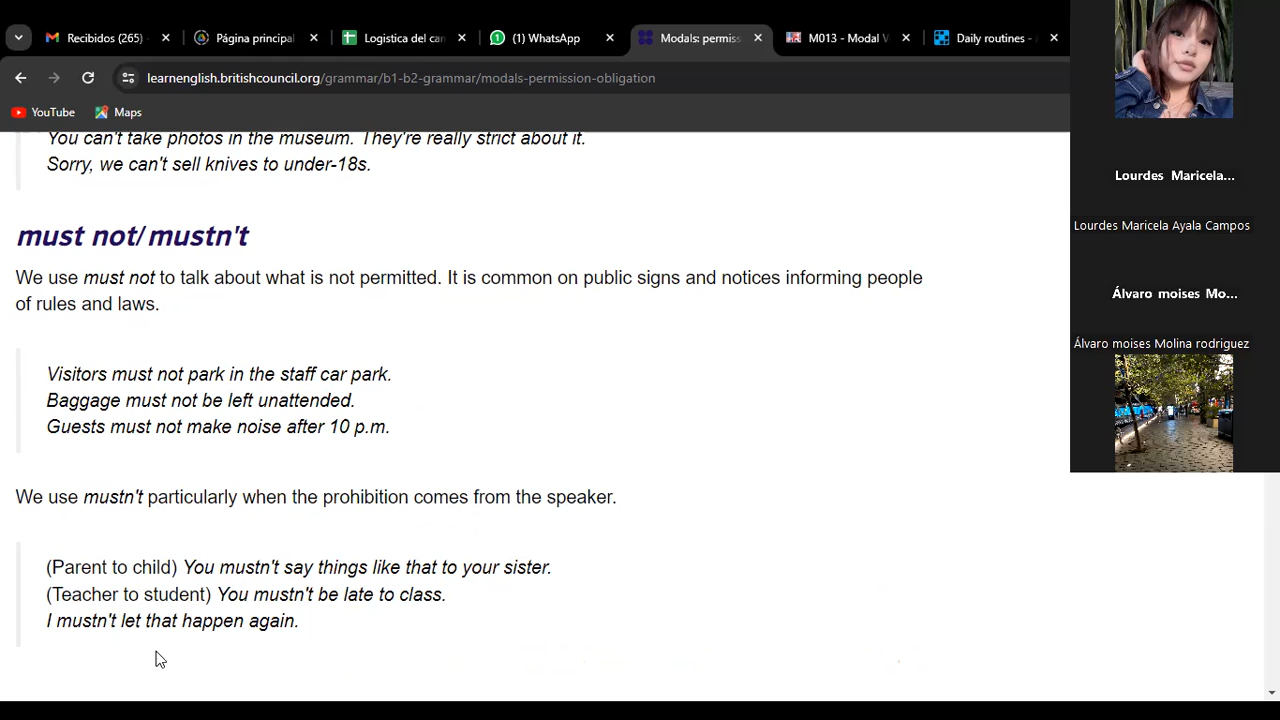 Recibidos (265)
Página principal
Logistica del can
(1) WhatsApp
Modals: permis
M013 - Modal V
Daily routines -
learnenglish.britishcouncil.org/grammar/b1-b2-grammar/modals-permission-obligation
YouTube
Maps
You can't take photos in the museum. They're really strict about it.
Sorry, we can't sell knives to under-18s.
must not/mustn't
We use must not to talk about what is not permitted. It is common on public signs and notices informing people
of rules and laws.
Visitors must not park in the staff car park.
Baggage must not be left unattended.
Guests must not make noise after 10 p.m.
We use mustn't particularly when the prohibition comes from the speaker.
(Parent to child) You mustn't say things like that to your sister.
(Teacher to student) You mustn't be late to class.
I mustn't let that happen again.
Lourdes Maricela...
Lourdes Maricela Ayala Campos
Álvaro moises Mo...
Álvaro moises Molina rodriguez